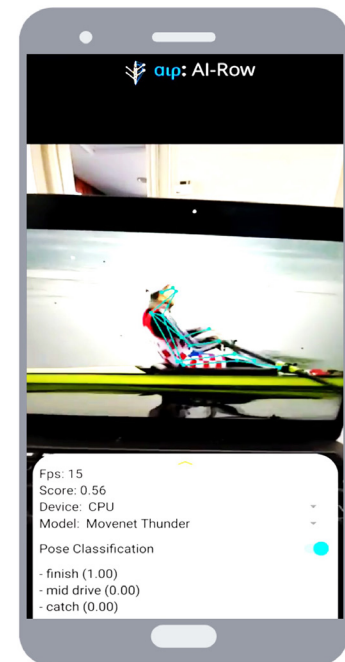 αιρ: AI-Row
Fps: 15
Score: 0.56
Device: CPU
Model: Movenet Thunder
Pose Classification
- finish (1.00)
- mid drive (0.00)
- catch (0.00)